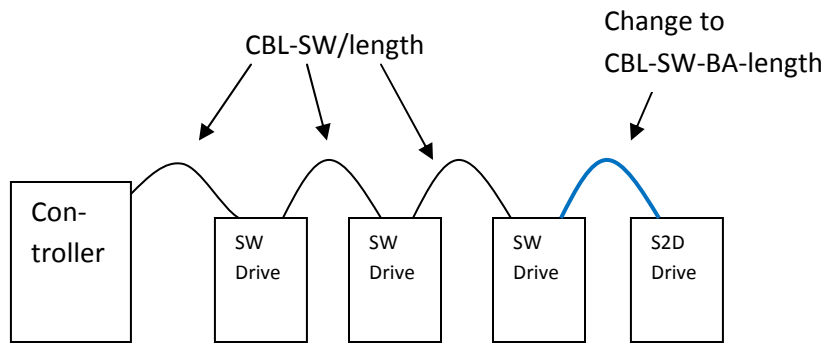 CBL-SW/length
Change to
CBL-SW-BA-length
Con-
troller
SW
Drive
SW
Drive
SW
Drive
S2D
Drive